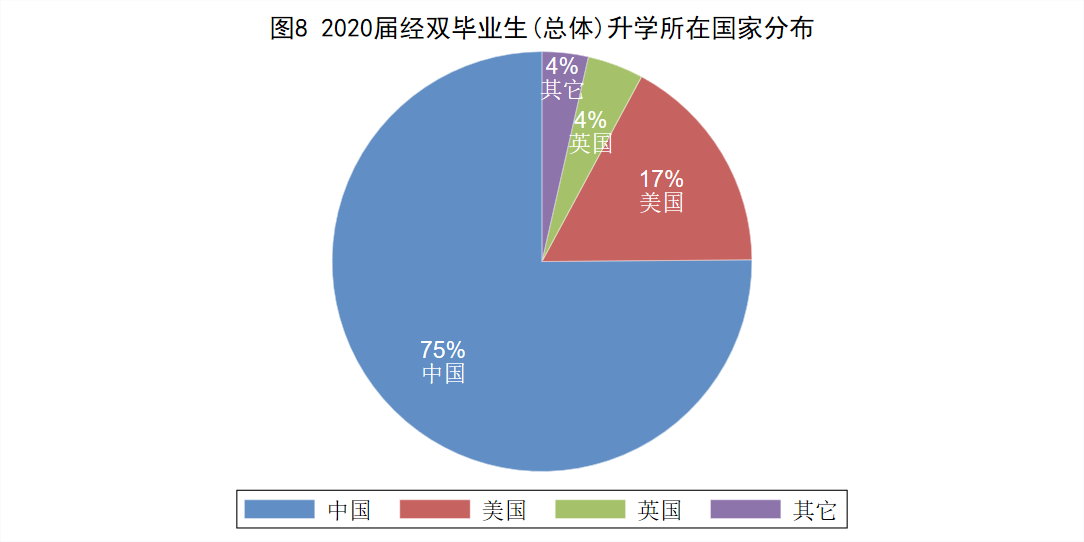 图8 2020届经双毕业生(总体)升学所在国家分布
4%
其它
4%
英国
17%
美国
75%
中国
中国 美国 英国 其它